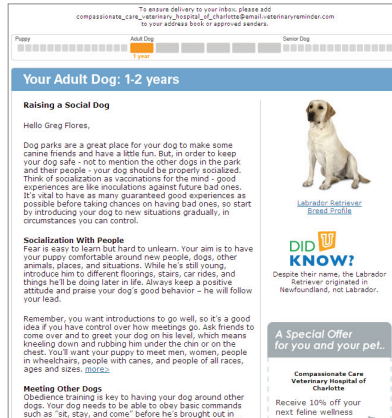 To ensure delivery to your inbox, please add
compassionate_care_veterinary_hospital_of_charlotte@email.veterinaryreminder.com
to your address book or approved senders.
Puppy
Adult Dog
Senior Dog
1 year
Your Adult Dog: 1-2 years
Raising a Social Dog
Hello Greg Flores,
Dog parks are a great place for your dog to make some
canine friends and have a little fun. But, in order to keep
your dog safe - not to mention the other dogs in the park
and their people - your dog should be properly socialized.
Think of socialization as vaccinations for the mind - good
experiences are like inoculations against future bad ones.
It's vital to have as many guaranteed good experiences as
possible before taking chances on having bad ones, so start
by introducing your dog to new situations gradually, in
circumstances you can control.
Socialization With People
Fear is easy to learn but hard to unlearn. Your aim is to have
your puppy comfortable around new people, dogs, other
animals, places, and situations. While he's still young,
introduce him to different floorings, stairs, car rides, and
things he'll be doing later in life. Always keep a positive
attitude and praise your dog's good behavior – he will follow
your lead.
Remember, you want introductions to go well, so it's a good
idea if you have control over how meetings go. Ask friends to
come over and to greet your dog on his level, which means
kneeling down and rubbing him under the chin or on the
chest. You'll want your puppy to meet men, women, people
in wheelchairs, people with canes, and people of all races,
ages and sizes. more>
Meeting Other Dogs
Obedience training is key to having your dog around other
dogs. Your dog needs to be able to obey basic commands
such as "sit, stay, and come" before he's brought out in
Labrador Retriever
Breed Profile
DID U
KNOW?
Despite their name, the Labrador
Retriever originated in
Newfoundland, not Labrador.
A Special Offer
for you and your pet..
Compassionate Care
Veterinary Hospital of
Charlotte
Receive 10% off your
next feline wellness